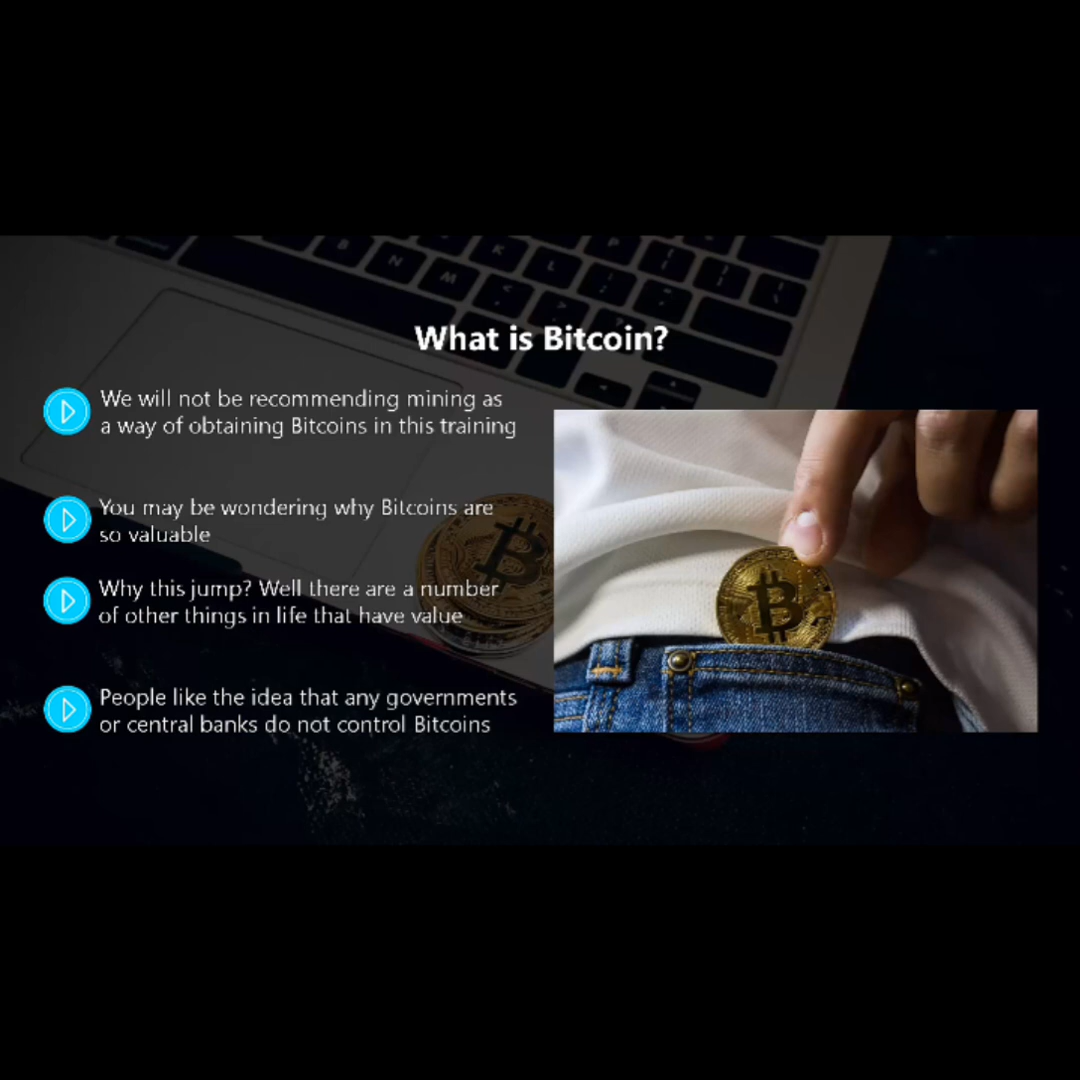 What is Bitcoin?
We will not be recommending mining as
a way of obtaining Bitcoins in this training
You may be wondering why Bitcoins are
so valuable
Why this jump? Well there are a number
of other things in life that have value
People like the idea that any governments
or central banks do not control Bitcoins